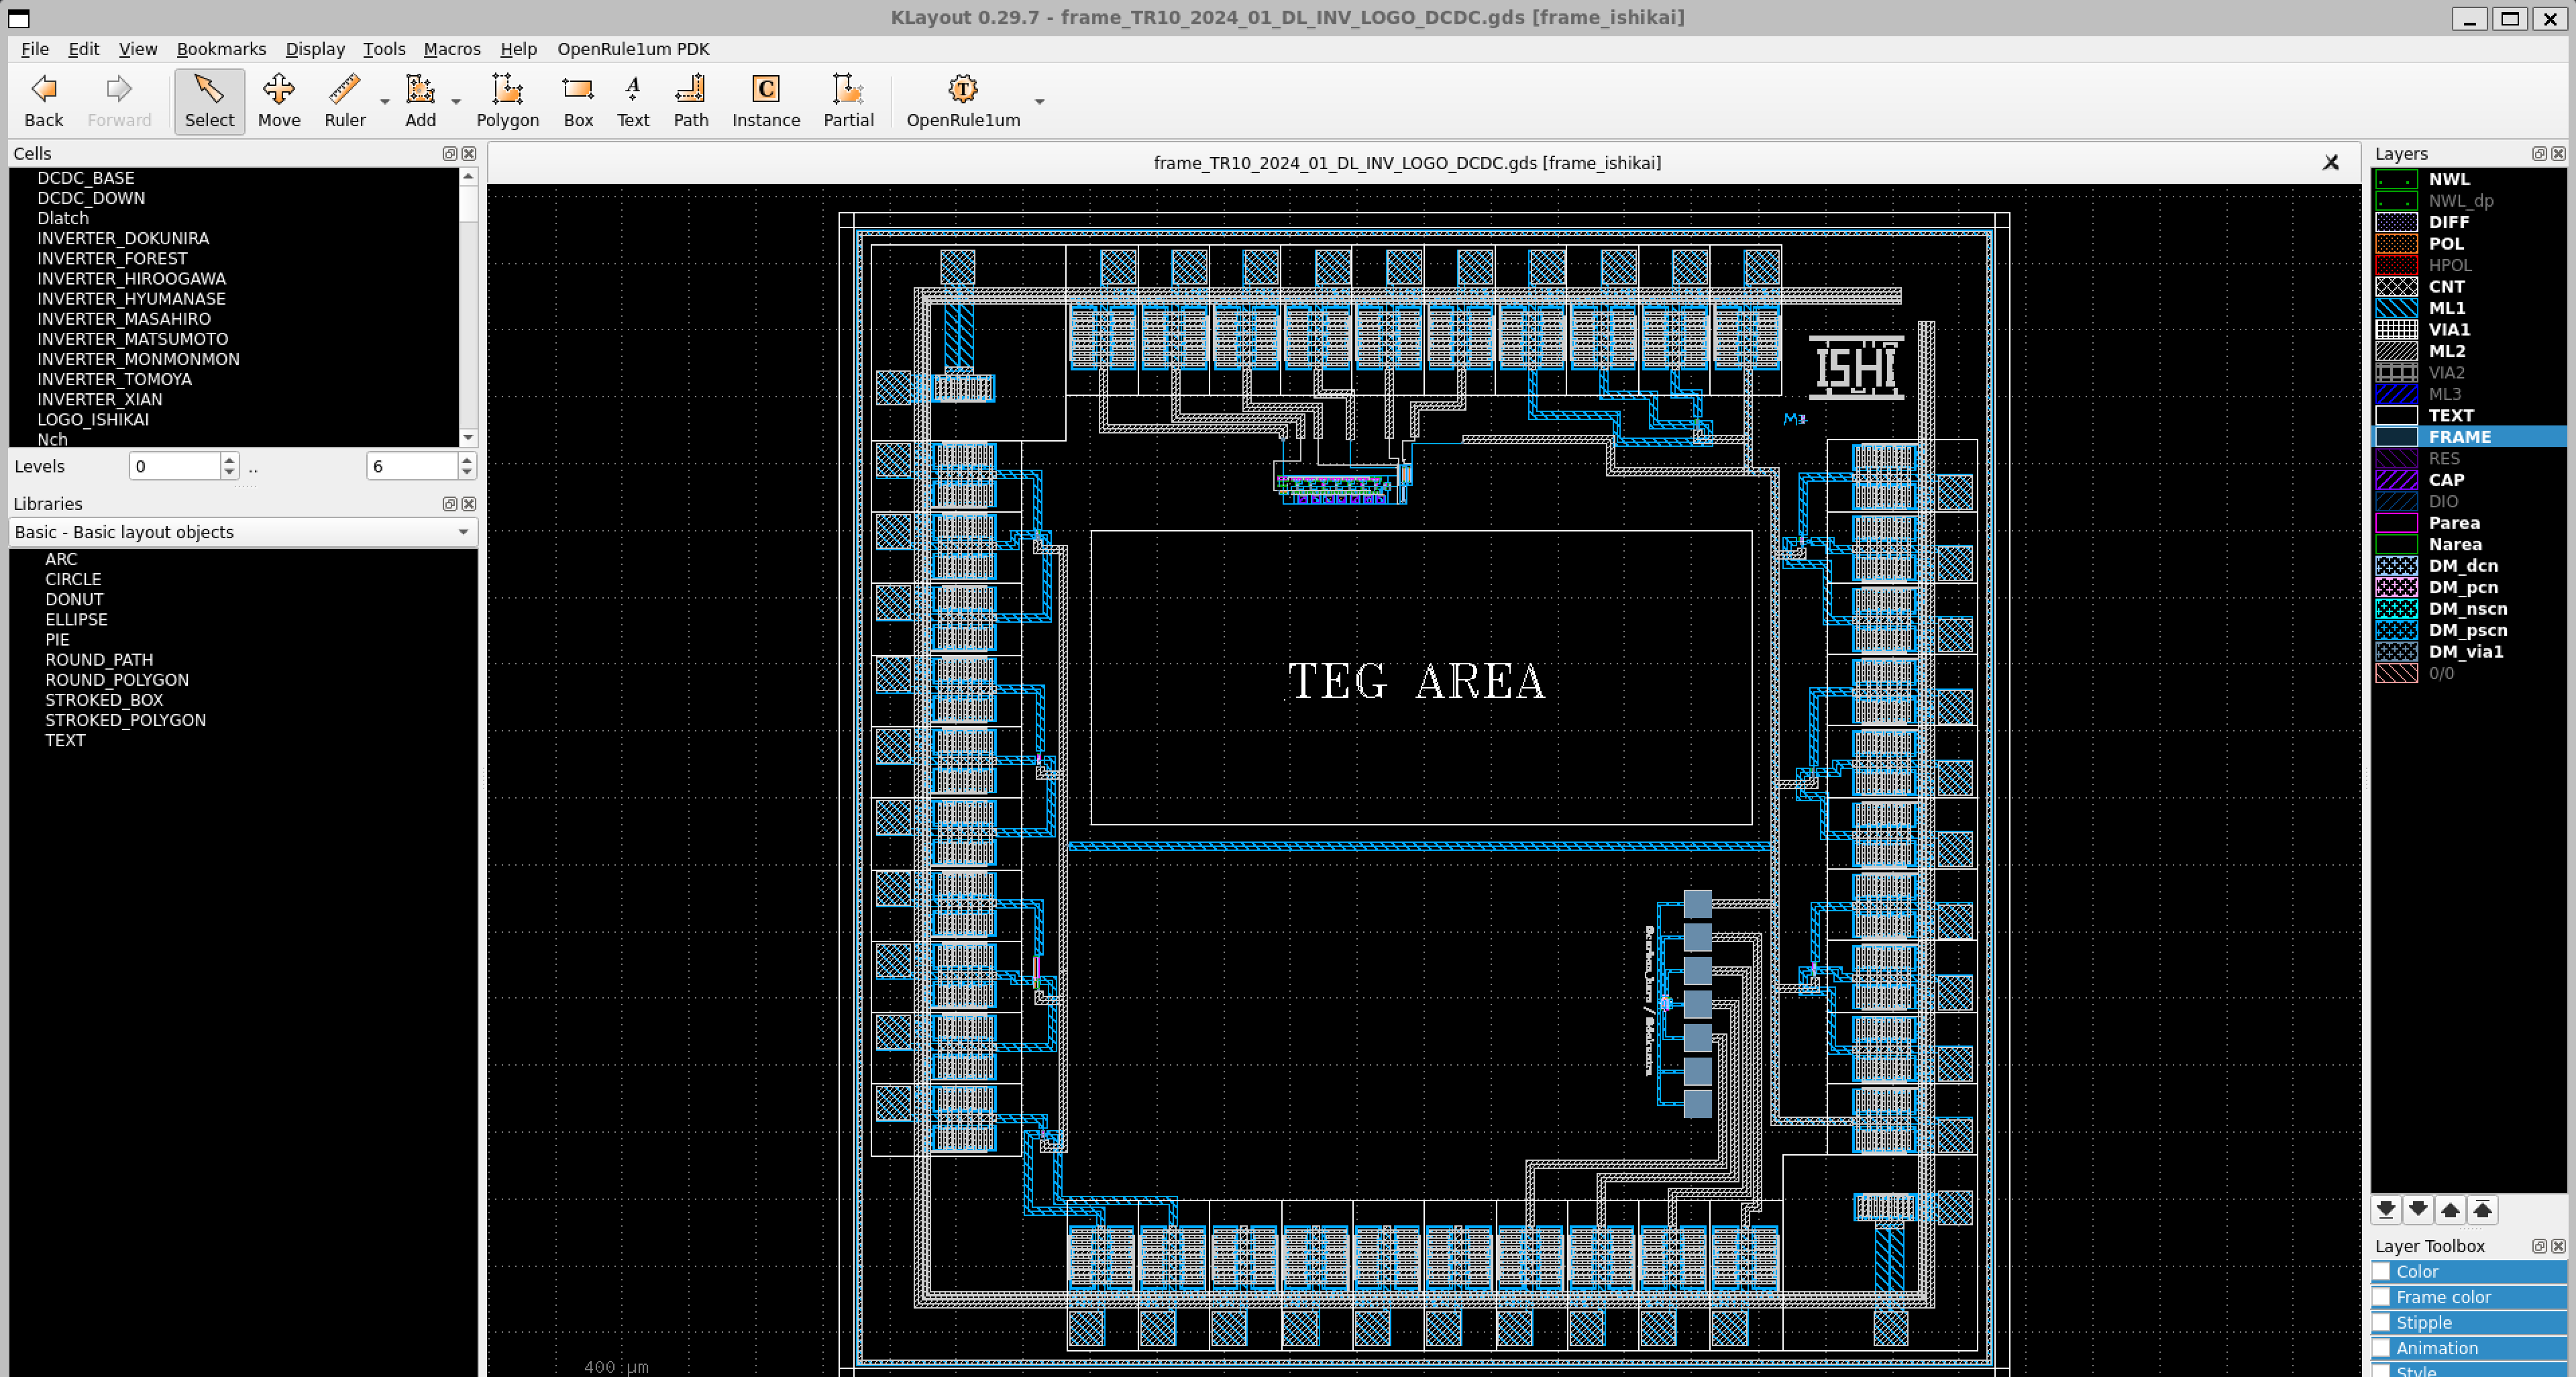 KLayout 0.29.7 - frame_TR10_2024_01_DL_INV_LOGO_DCDC.gds [frame_ishikai]
File Edit View Bookmarks Display Tools Macros Help OpenRule1um PDK
Back Forward Select Move Ruler Add Polygon Box Text Path Instance Partial OpenRule1um
Cells
DCDC_BASE
DCDC_DOWN
Dlatch
INVERTER_DOKUNIRA
INVERTER_FOREST
INVERTER_HIROOGAWA
INVERTER_HYUMANASE
INVERTER_MASAHIRO
INVERTER_MATSUMOTO
INVERTER_MONMONMON
INVERTER_TOMOYA
INVERTER_XIAN
LOGO_ISHIKAI
Nch
Levels 0 .. 6
Libraries
Basic - Basic layout objects
ARC
CIRCLE
DONUT
ELLIPSE
PIE
ROUND_PATH
ROUND_POLYGON
STROKED_BOX
STROKED_POLYGON
TEXT
frame_TR10_2024_01_DL_INV_LOGO_DCDC.gds [frame_ishikai]
ISHI
TEG AREA
400 μm
Layers
NWL
NWL_dp
DIFF
POL
HPOL
CNT
ML1
VIA1
ML2
VIA2
ML3
TEXT
FRAME
RES
CAP
DIO
Parea
Narea
DM_dcn
DM_pcn
DM_nscn
DM_pscn
DM_via1
0/0
Layer Toolbox
Color
Frame color
Stipple
Animation
Style